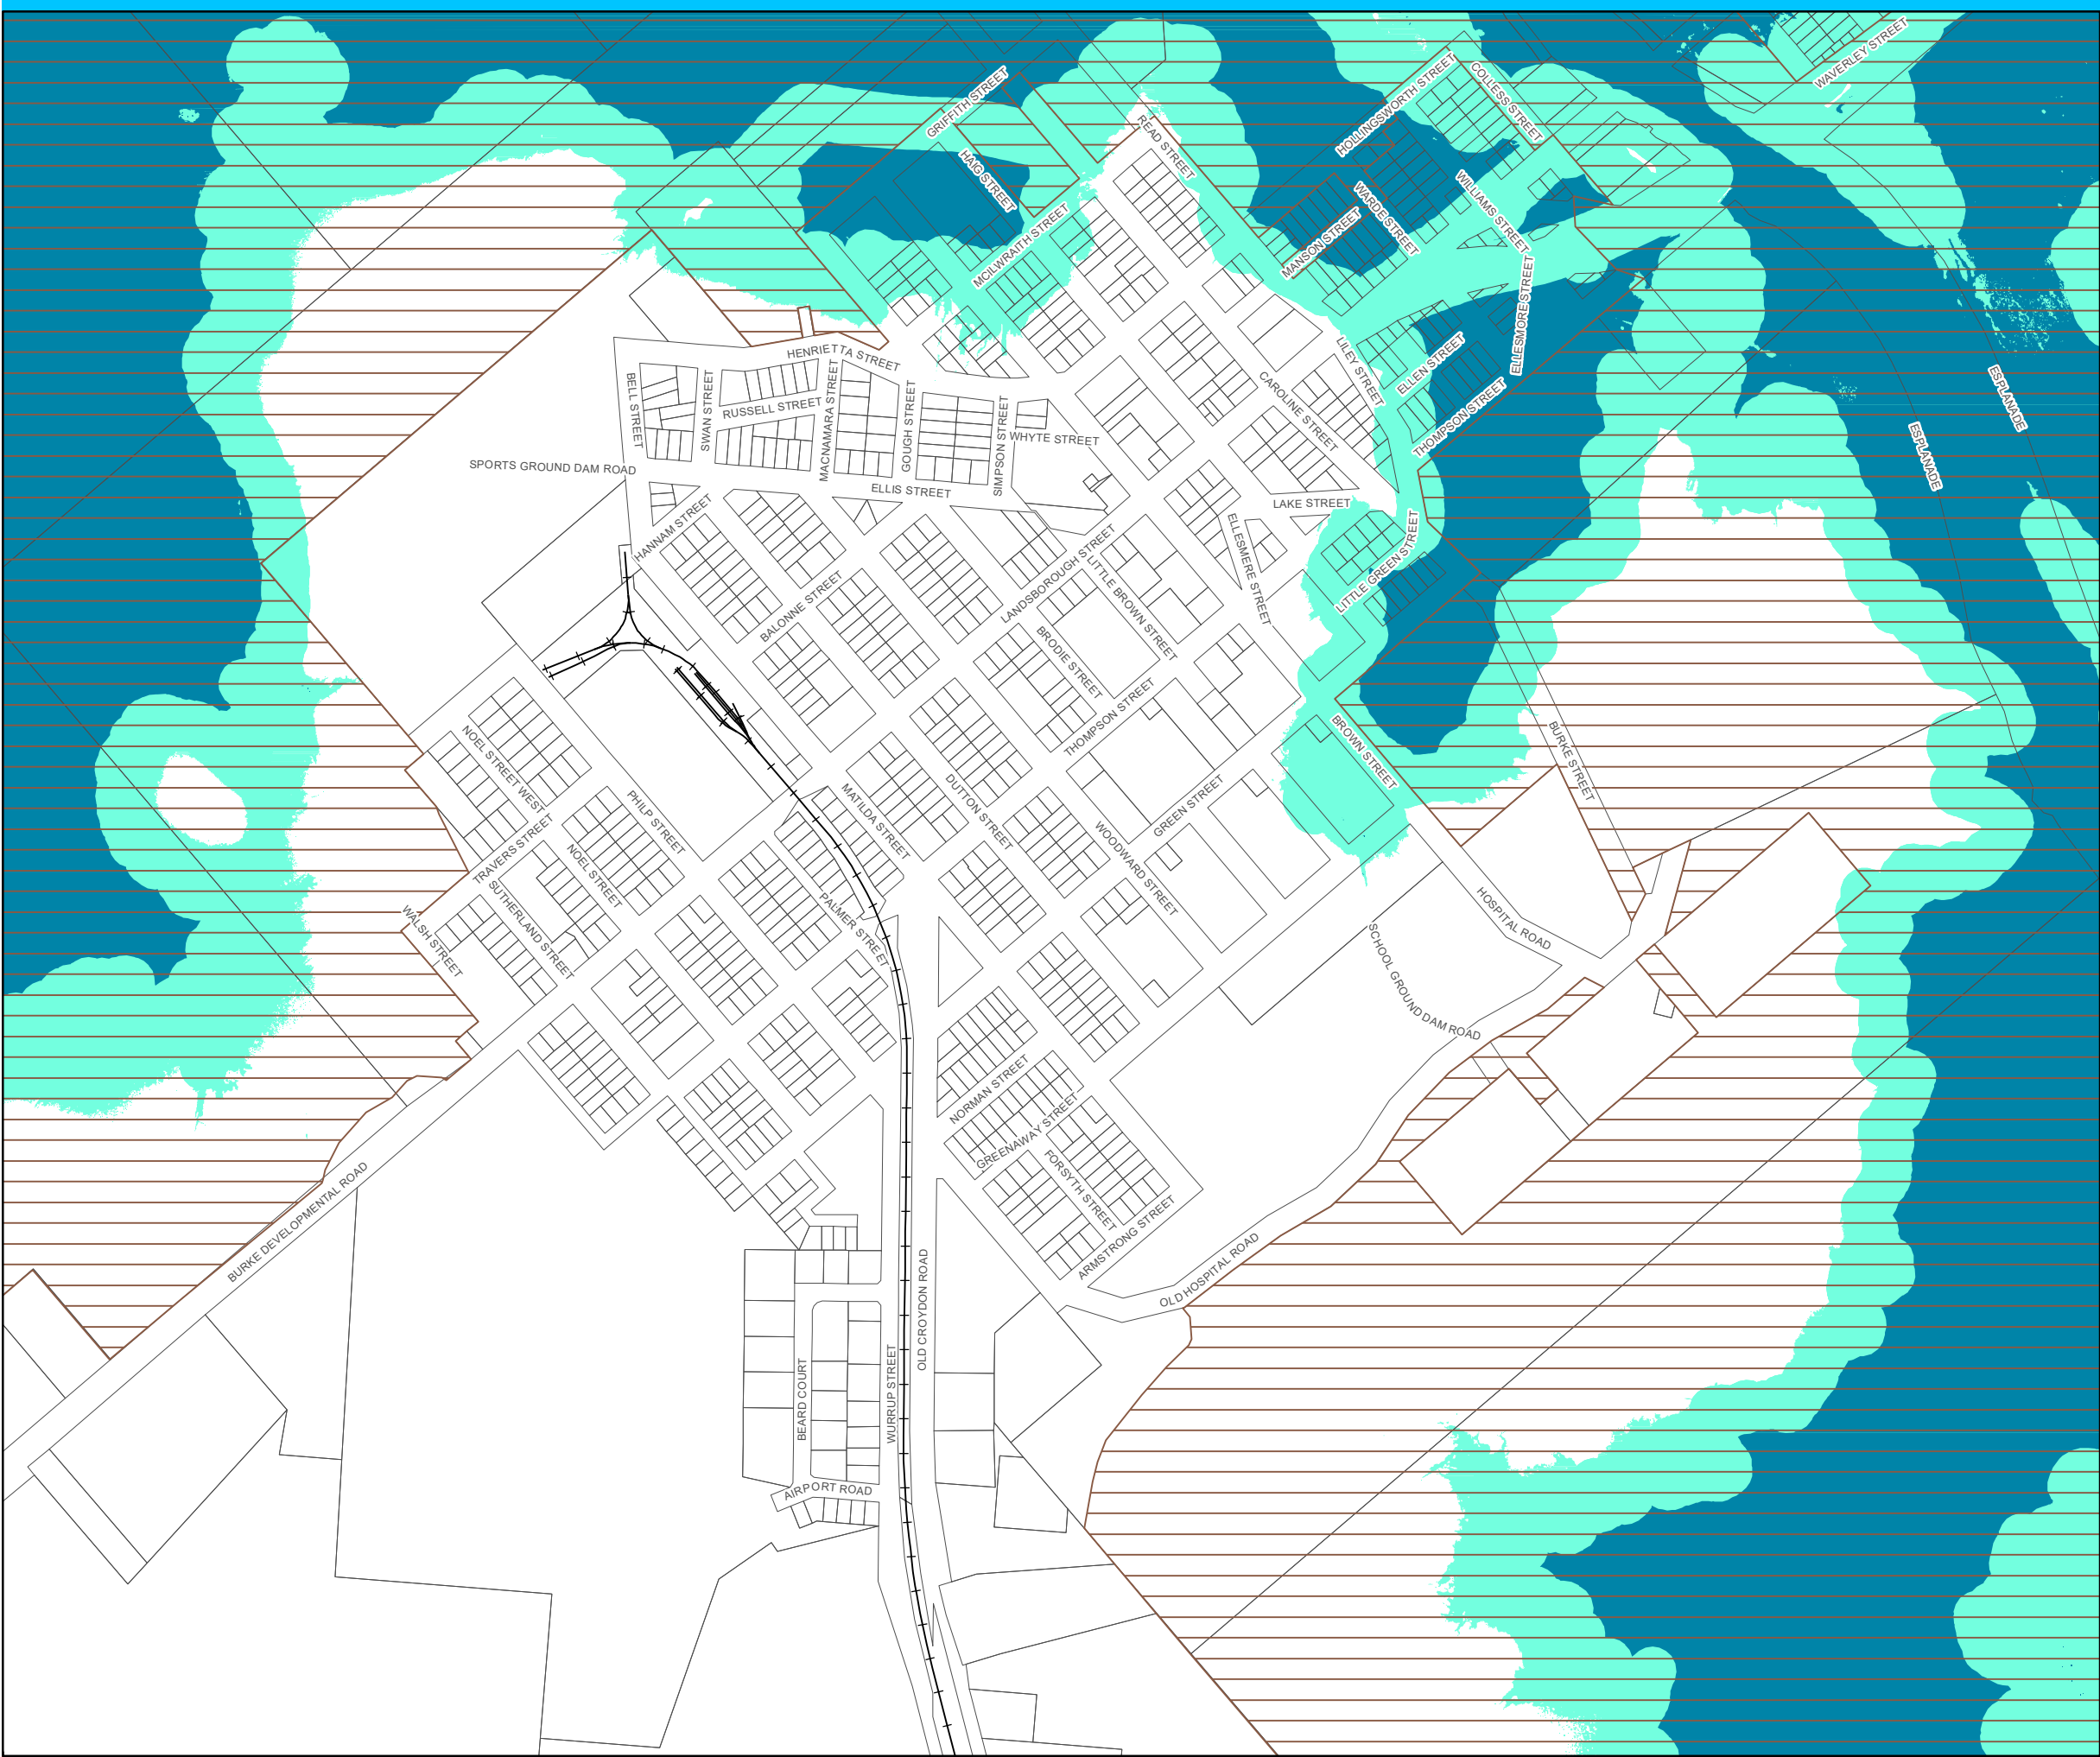 WAVERLEY STREET
COLLESS STREET
HOLLINGSWORTH STREET
GRIFFITH STREET
READ STREET
HAIG STREET
WILLIAMS STREET
WARDE STREET
MANSON STREET
MCILWRAITH STREET
ELLESMORE STREET
HENRIETTA STREET
LILEY STREET
ELLEN STREET
ESPLANADE
BELL STREET
SWAN STREET
RUSSELL STREET
MACNAMARA STREET
GOUGH STREET
SIMPSON STREET
CAROLINE STREET
THOMPSON STREET
WHYTE STREET
ESPLANADE
SPORTS GROUND DAM ROAD
ELLIS STREET
LAKE STREET
HANNAM STREET
ELLESMERE STREET
LITTLE GREEN STREET
LANDSBOROUGH STREET
LITTLE BROWN STREET
BALONNE STREET
BRODIE STREET
THOMPSON STREET
NOEL STREET WEST
BROWN STREET
BURKE STREET
PHILP STREET
MATILDA STREET
DUTTON STREET
GREEN STREET
WOODWARD STREET
TRAVERS STREET
NOEL STREET
SUTHERLAND STREET
PALMER STREET
WALSH STREET
HOSPITAL ROAD
SCHOOL GROUND DAM ROAD
NORMAN STREET
GREENAWAY STREET
FORSYTH STREET
ARMSTRONG STREET
BURKE DEVELOPMENTAL ROAD
OLD HOSPITAL ROAD
OLD CROYDON ROAD
WURRUP STREET
BEARD COURT
AIRPORT ROAD